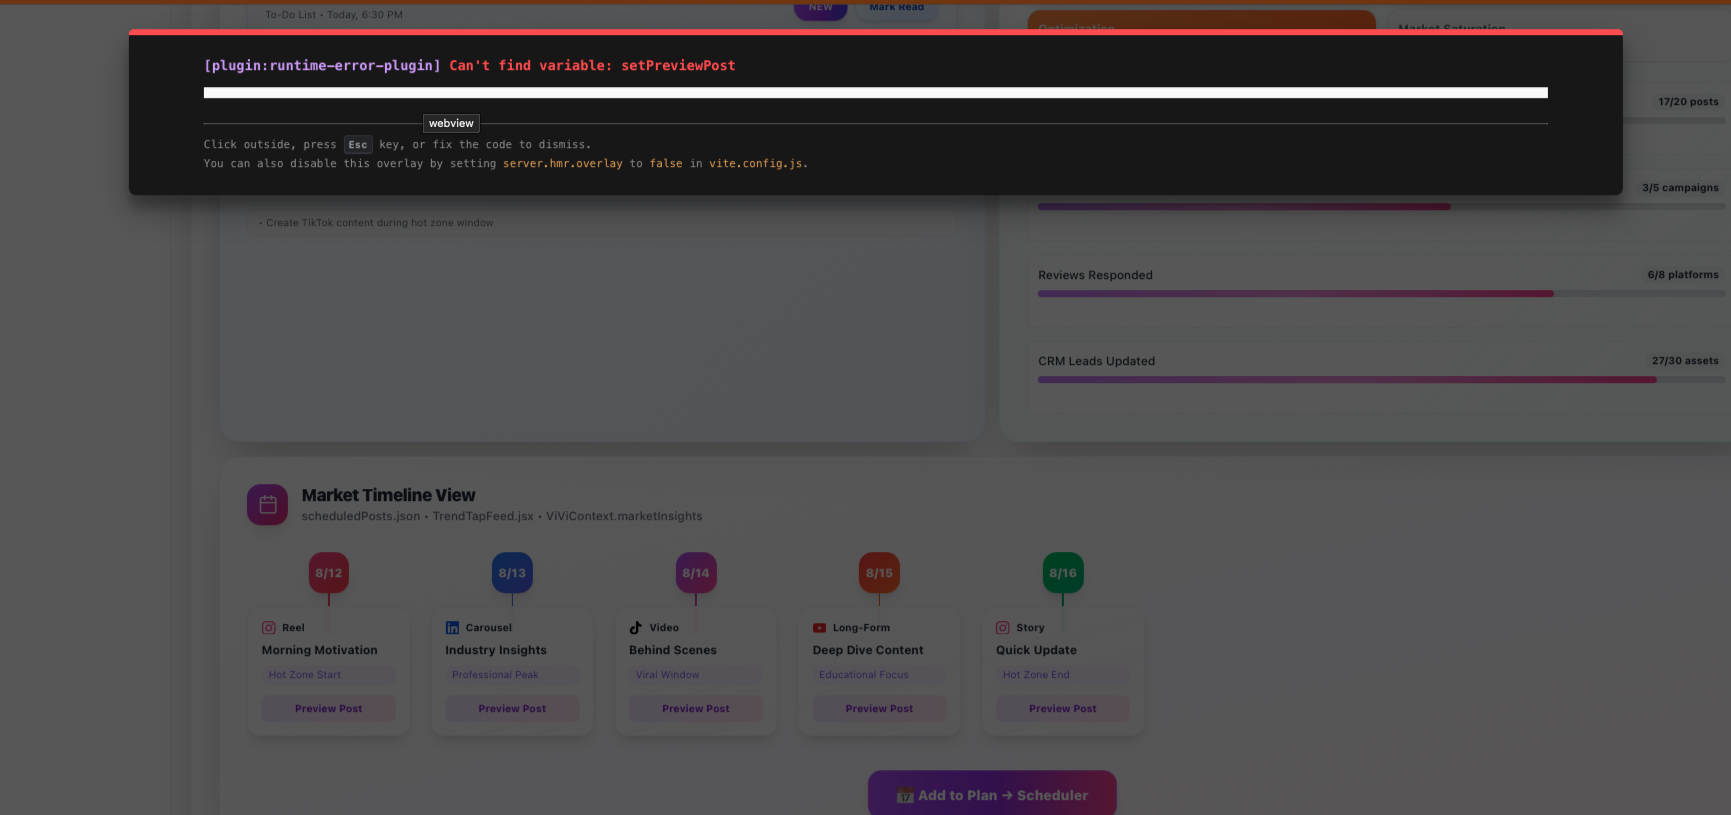 To-Do List • Today, 6:30 PM
NEW
Mark Read
Optimization
Market Saturation
[plugin:runtime-error-plugin] Can't find variable: setPreviewPost
webview
Click outside, press Esc key, or fix the code to dismiss.
You can also disable this overlay by setting server.hmr.overlay to false in vite.config.js.
17/20 posts
3/5 campaigns
• Create TikTok content during hot zone window
Reviews Responded
6/8 platforms
CRM Leads Updated
27/30 assets
Market Timeline View
scheduledPosts.json • TrendTapFeed.jsx • ViViContext.marketInsights
8/12
Reel
Morning Motivation
Hot Zone Start
Preview Post
8/13
Carousel
Industry Insights
Professional Peak
Preview Post
8/14
Video
Behind Scenes
Viral Window
Preview Post
8/15
Long-Form
Deep Dive Content
Educational Focus
Preview Post
8/16
Story
Quick Update
Hot Zone End
Preview Post
Add to Plan → Scheduler